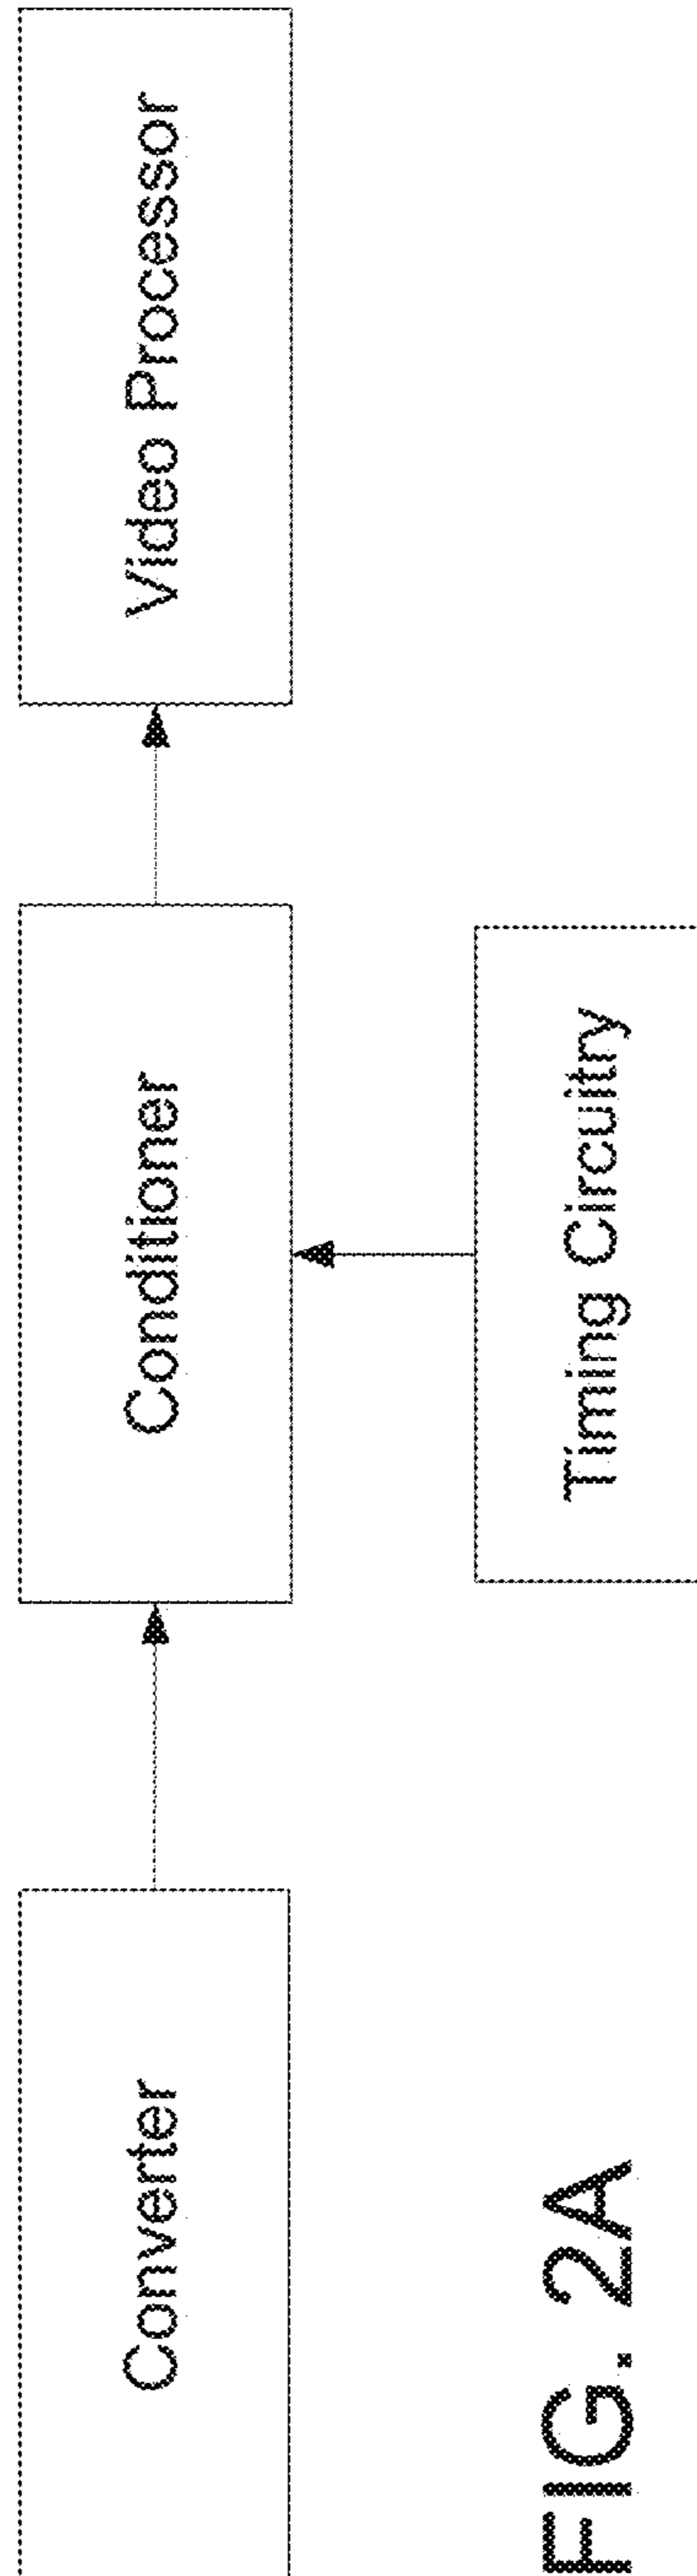 Converter
Conditioner
Video Processor
Timing Circuitry
FIG. 2A